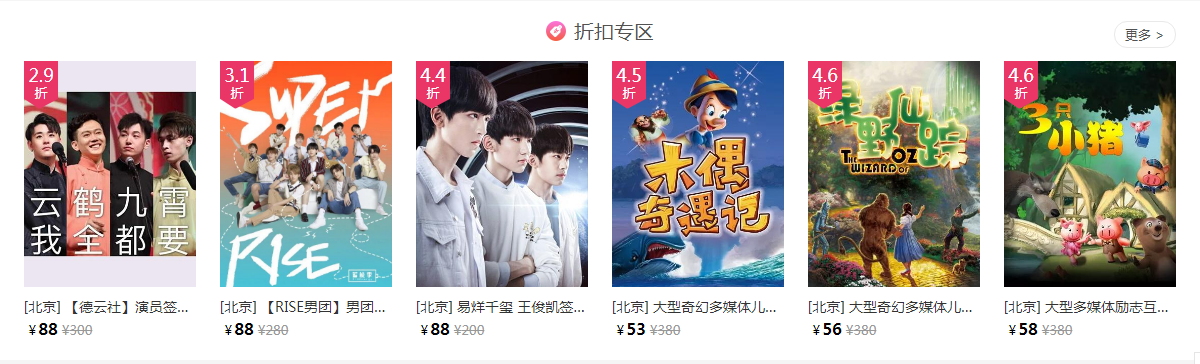 折扣专区
更多 >
2.9
折
云鹤九霄
我全都要
[北京] 【德云社】演员签...
¥88 ¥300
3.1
折
SWEET
RISE
[北京] 【RISE男团】男团...
¥88 ¥280
4.4
折
[北京] 易烊千玺 王俊凯签...
¥88 ¥200
4.5
折
木偶
奇遇记
[北京] 大型奇幻多媒体儿...
¥53 ¥380
4.6
折
绿野仙踪
THE WIZARD OF OZ
[北京] 大型奇幻多媒体儿...
¥56 ¥380
4.6
折
3只
小猪
[北京] 大型多媒体励志互...
¥58 ¥380